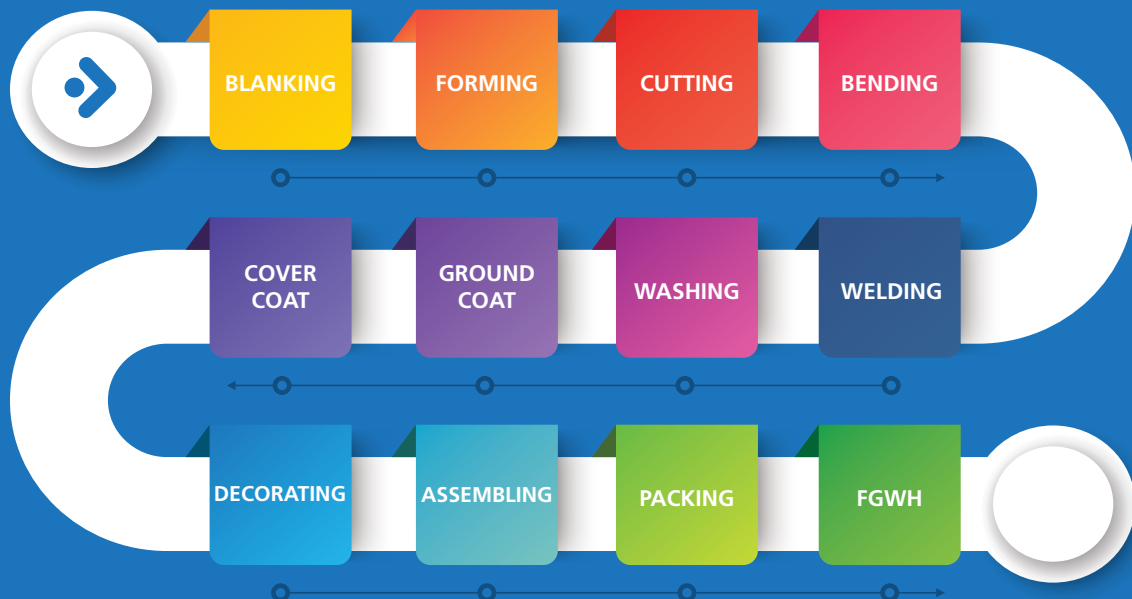 BLANKING
FORMING
CUTTING
BENDING
COVER
COAT
GROUND
COAT
WASHING
WELDING
DECORATING
ASSEMBLING
PACKING
FGWH